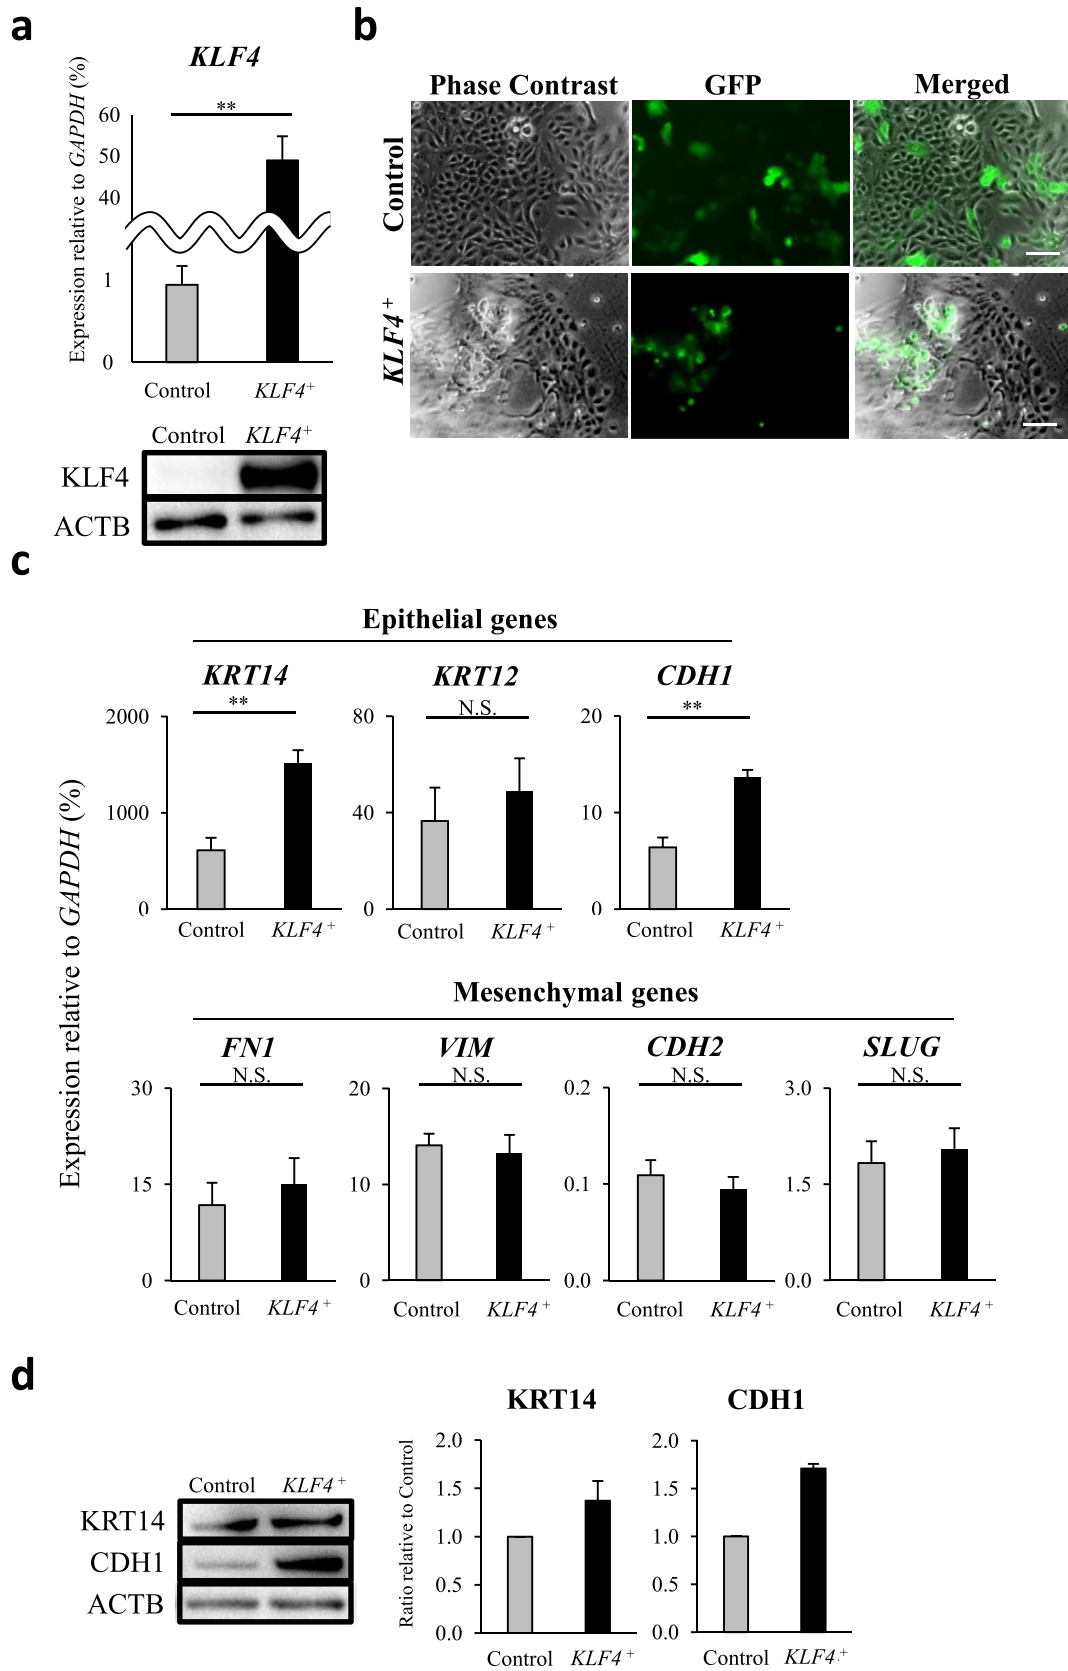 a
KLF4
Expression relative to GAPDH (%)
**
60
50
40
1
0
Control KLF4+
Control KLF4+
KLF4
ACTB
b
Phase Contrast GFP Merged
Control
KLF4+
c
Epithelial genes
Expression relative to GAPDH (%)
KRT14 KRT12 CDH1
** N.S. **
2000 80 20
1000 40 10
0 0 0
Control KLF4+ Control KLF4+ Control KLF4+
Mesenchymal genes
FN1 VIM CDH2 SLUG
N.S. N.S. N.S. N.S.
30 20 0.2 3.0
15 10 0.1 1.5
0 0 0.0 0.0
Control KLF4+ Control KLF4+ Control KLF4+ Control KLF4+
d
Control KLF4+
KRT14
CDH1
ACTB
KRT14 CDH1
Ratio relative to Control
2.0 2.0
1.5 1.5
1.0 1.0
0.5 0.5
0.0 0.0
Control KLF4+ Control KLF4+